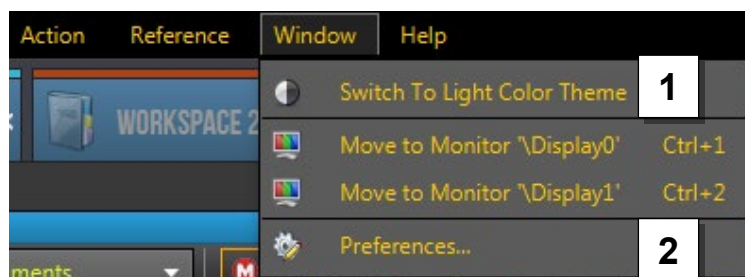 Action Reference Window Help
Switch To Light Color Theme 1
WORKSPACE 2
Move to Monitor '\Display0' Ctrl+1
Move to Monitor '\Display1' Ctrl+2
Preferences... 2
ments
M